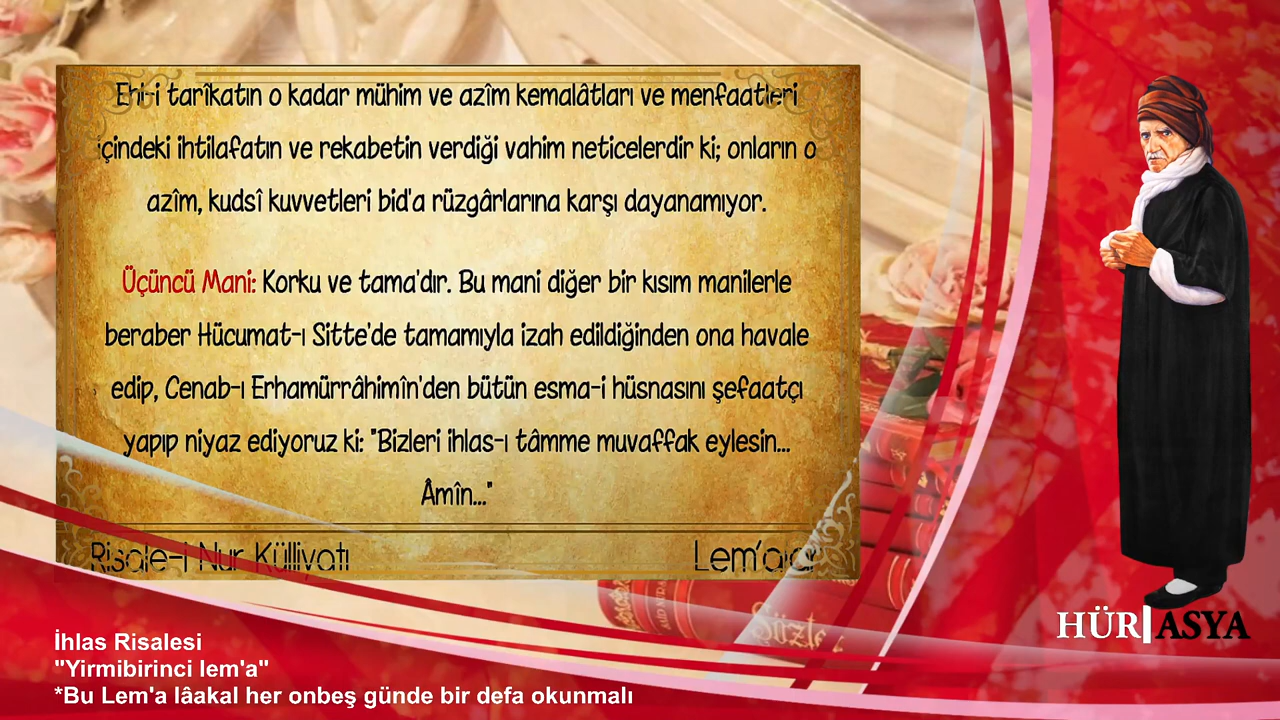 Ehl-i tarîkatın o kadar mühim ve azîm kemalâtları ve menfaatleri
içindeki ihtilafatın ve rekabetin verdiği vahim neticelerdir ki; onların o
azîm, kudsî kuvvetleri bid'a rüzgârlarına karşı dayanamıyor.
Üçüncü Mani: Korku ve tama'dır. Bu mani diğer bir kısım manilerle
beraber Hücumat-ı Sitte'de tamamıyla izah edildiğinden ona havale
edip, Cenab-ı Erhamürrâhimîn'den bütün esma-i hüsnasını şefaatçı
yapıp niyaz ediyoruz ki: "Bizleri ihlas-ı tâmme muvaffak eylesin...
Âmîn..."
Risale-i Nur Külliyatı Lem'alar
İhlas Risalesi
"Yirmibirinci lem'a"
*Bu Lem'a lâakal her onbeş günde bir defa okunmalı
HÜR ASYA